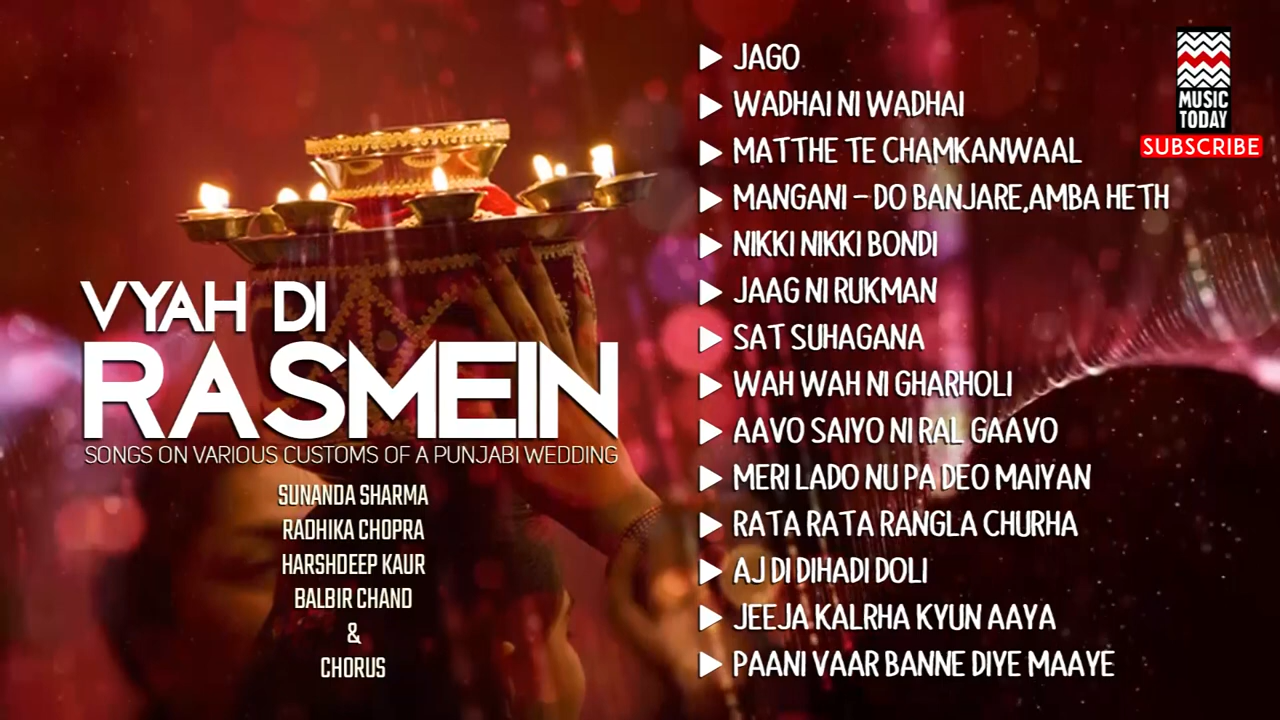 VYAH DI
RASMEIN
SONGS ON VARIOUS CUSTOMS OF A PUNJABI WEDDING
SUNANDA SHARMA
RADHIKA CHOPRA
HARSHDEEP KAUR
BALBIR CHAND
&
CHORUS
JAGO
WADHAI NI WADHAI
MATTHE TE CHAMKANWAAL
MANGANI - DO BANJARE,AMBA HETH
NIKKI NIKKI BONDI
JAAG NI RUKMAN
SAT SUHAGANA
WAH WAH NI GHARHOLI
AAVO SAIYO NI RAL GAAVO
MERI LADO NU PA DEO MAIYAN
RATA RATA RANGLA CHURHA
AJ DI DIHADI DOLI
JEEJA KALRHA KYUN AAYA
PAANI VAAR BANNE DIYE MAAYE
MUSIC
TODAY
SUBSCRIBE